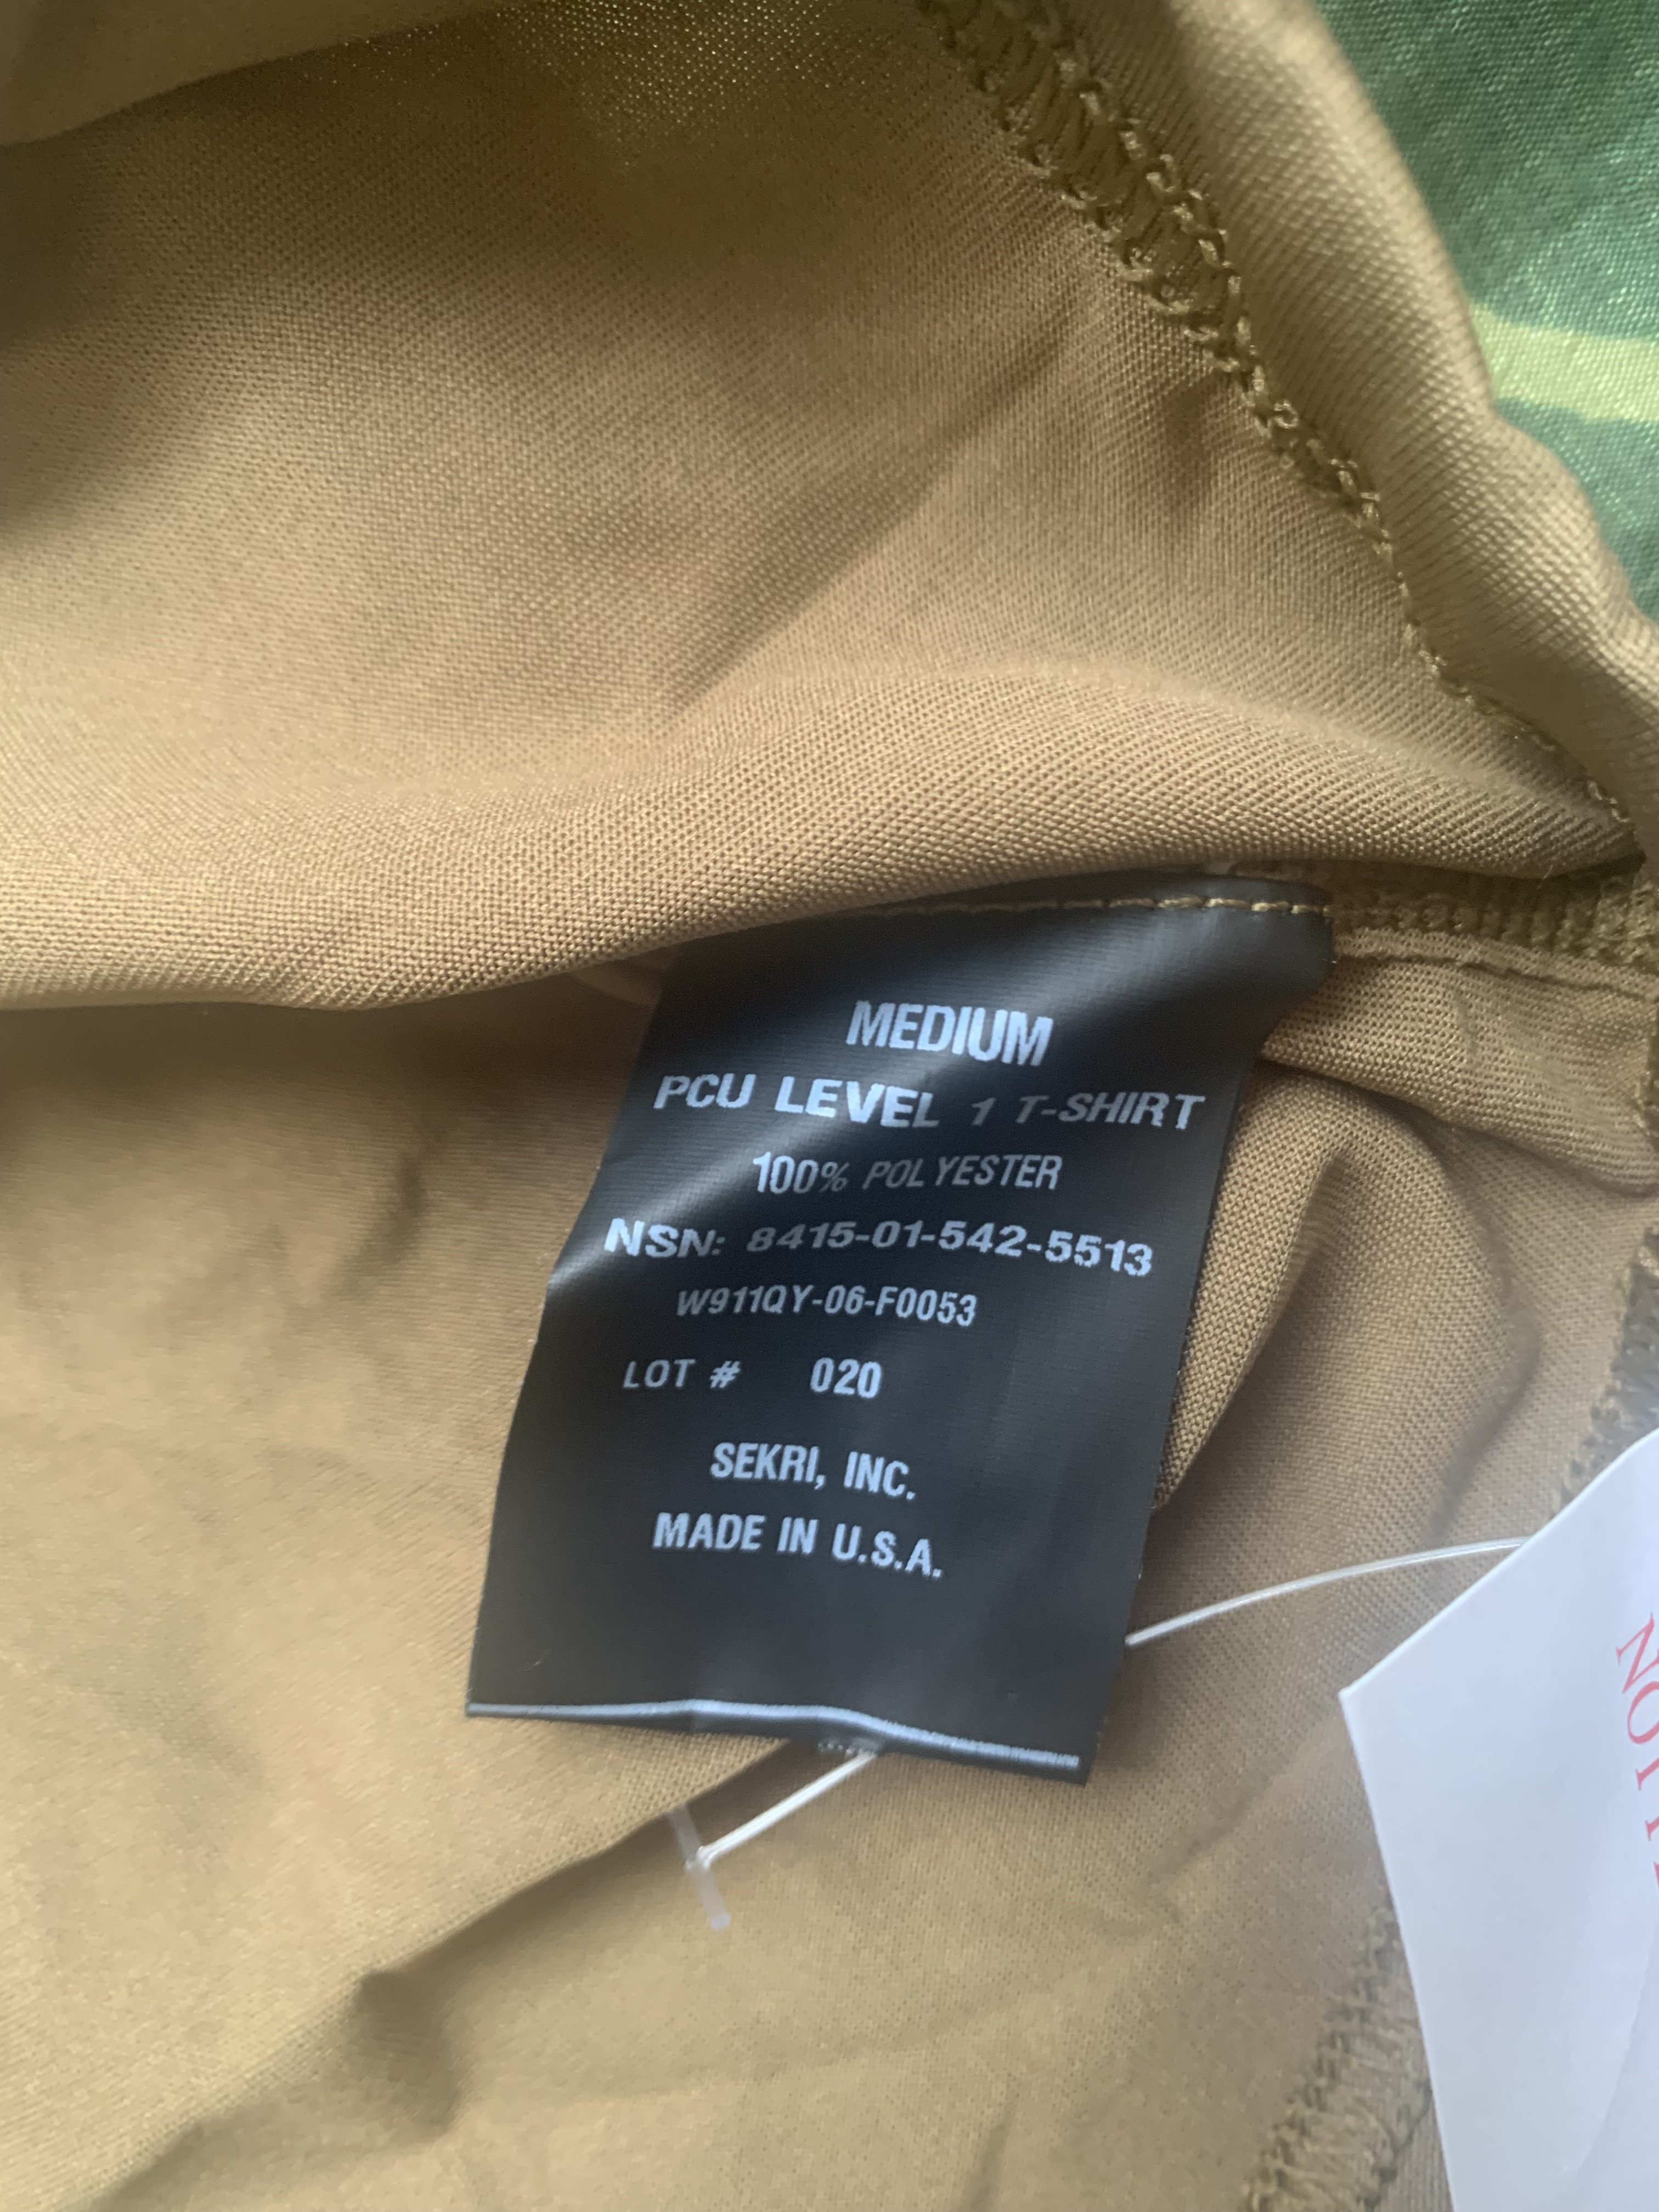 MEDIUM
PCU LEVEL 1 T-SHIRT
100% POLYESTER
NSN: 8415-01-542-5513
W911QY-06-F0053
LOT # 020
SEKRI, INC.
MADE IN U.S.A.
NOT